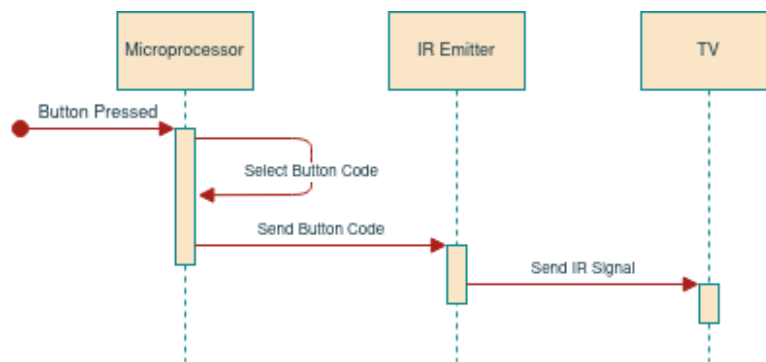 Microprocessor
IR Emitter
TV
Button Pressed
Select Button Code
Send Button Code
Send IR Signal